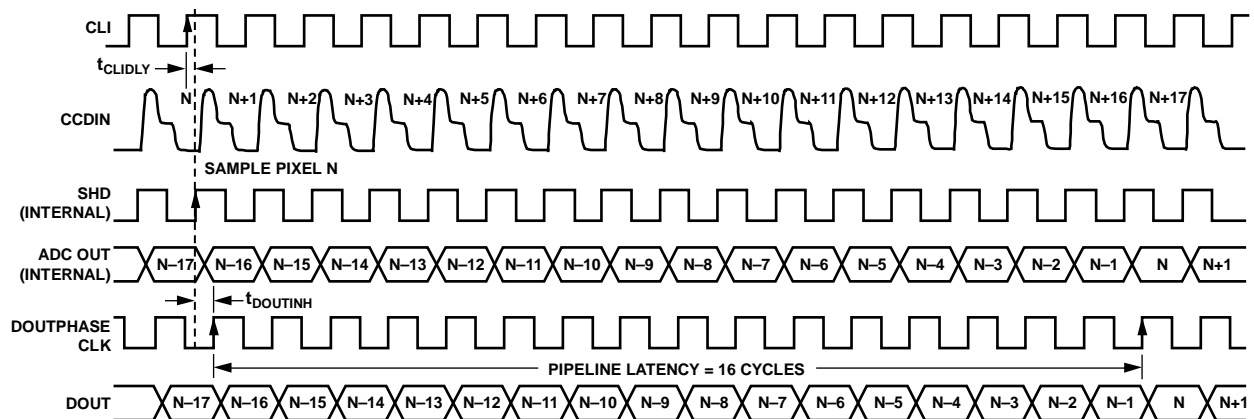 CLI
tCLIDLY
N N+1 N+2 N+3 N+4 N+5 N+6 N+7 N+8 N+9 N+10 N+11 N+12 N+13 N+14 N+15 N+16 N+17
CCDIN
SAMPLE PIXEL N
SHD
(INTERNAL)
ADC OUT
(INTERNAL)
N–17 N–16 N–15 N–14 N–13 N–12 N–11 N–10 N–9 N–8 N–7 N–6 N–5 N–4 N–3 N–2 N–1 N N+1
tDOUTINH
DOUTPHASE
CLK
PIPELINE LATENCY = 16 CYCLES
DOUT N–17 N–16 N–15 N–14 N–13 N–12 N–11 N–10 N–9 N–8 N–7 N–6 N–5 N–4 N–3 N–2 N–1 N N+1